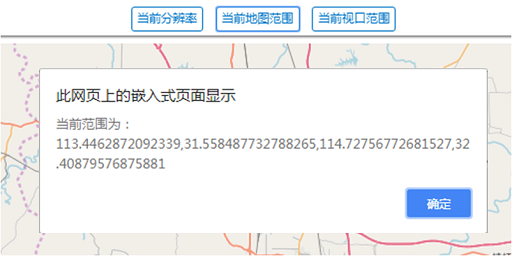 当前分辨率 当前地图范围 当前视口范围
此网页上的嵌入式页面显示
当前范围为：
113.4462872092339,31.558487732788265,114.72756772681527,32
.40879576875881
确定